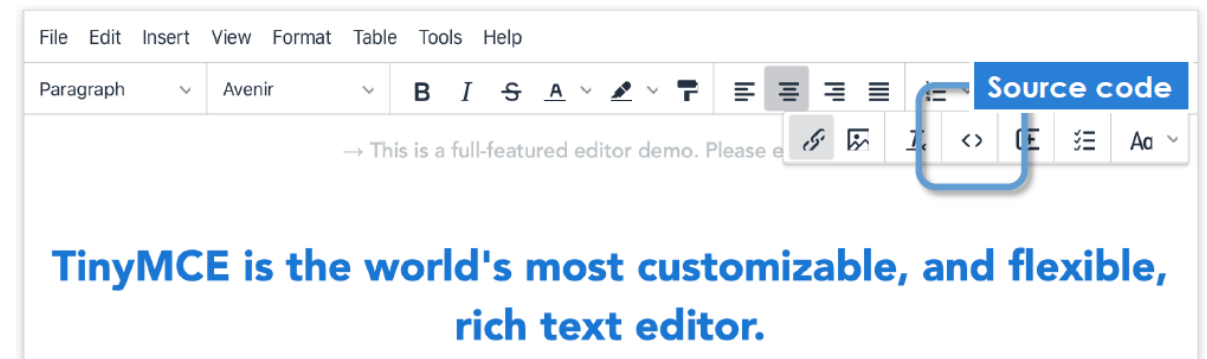 File Edit Insert View Format Table Tools Help
Paragraph Avenir B I S A Source code
→ This is a full-featured editor demo. Please e
<> Aa
TinyMCE is the world's most customizable, and flexible,
rich text editor.